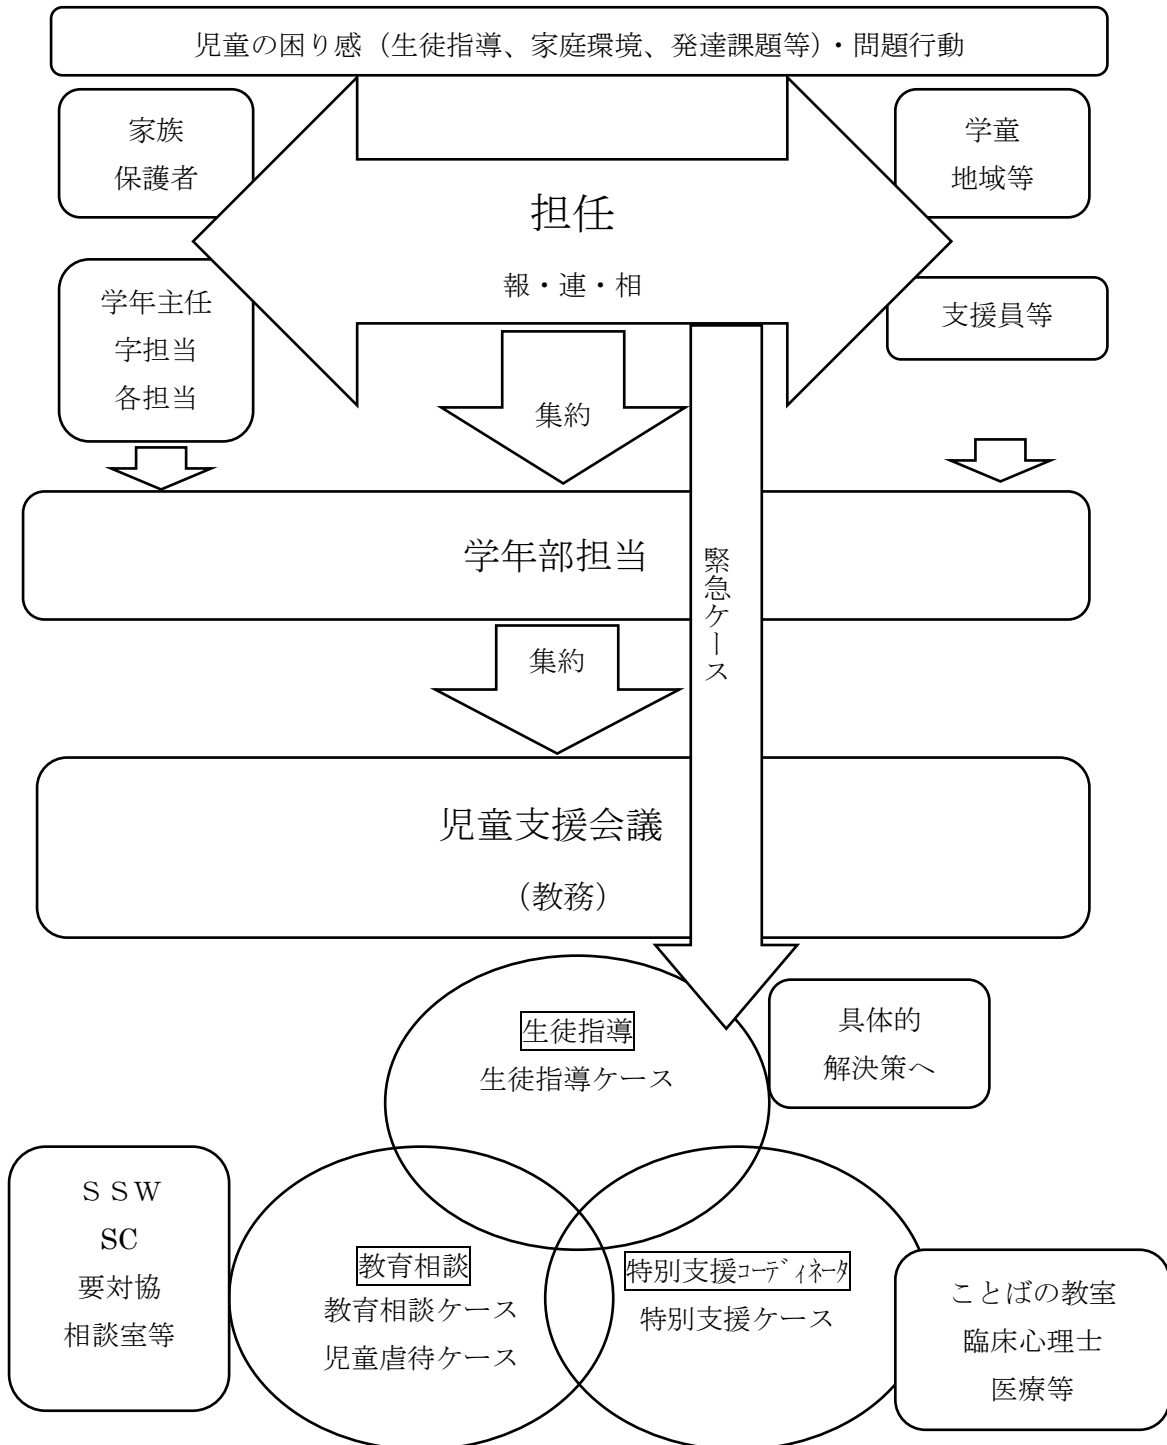 児童の困り感（生徒指導、家庭環境、発達課題等）・問題行動
家族
保護者
学童
地域等
担任
報・連・相
学年主任
字担当
各担当
支援員等
集約
学年部担当
緊急ケース
集約
児童支援会議
（教務）
生徒指導
生徒指導ケース
具体的
解決策へ
ＳＳＷ
SC
要対協
相談室等
教育相談
教育相談ケース
児童虐待ケース
特別支援ｺｰﾃﾞｨﾈｰﾀ
特別支援ケース
ことばの教室
臨床心理士
医療等